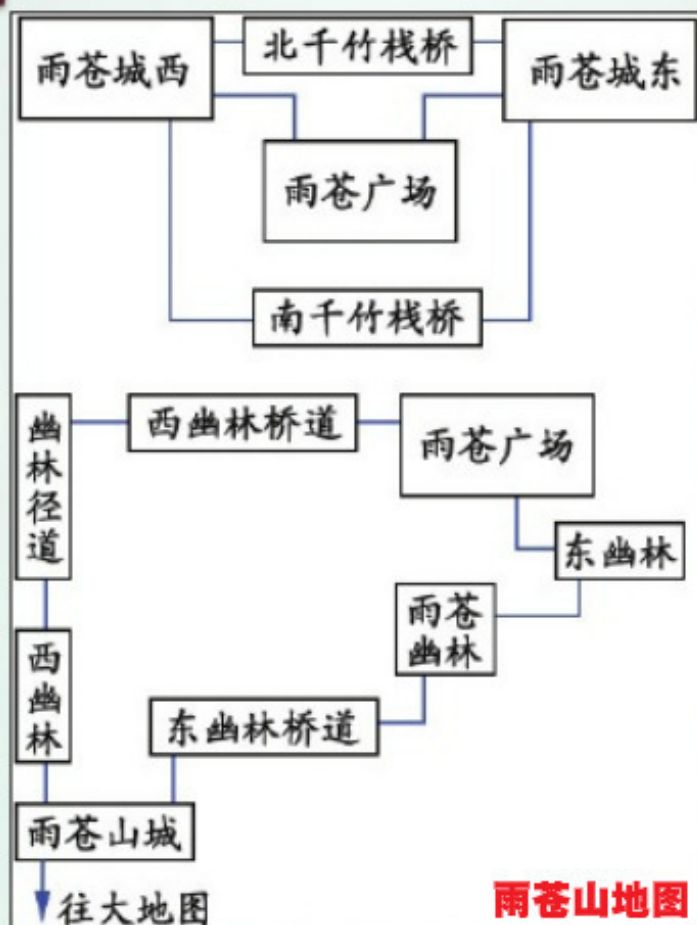 雨苍城西
北千竹栈桥
雨苍城东
雨苍广场
南千竹栈桥
幽林径道
西幽林桥道
雨苍广场
东幽林
雨苍
幽林
西幽林
东幽林桥道
雨苍山城
往大地图
雨苍山地图